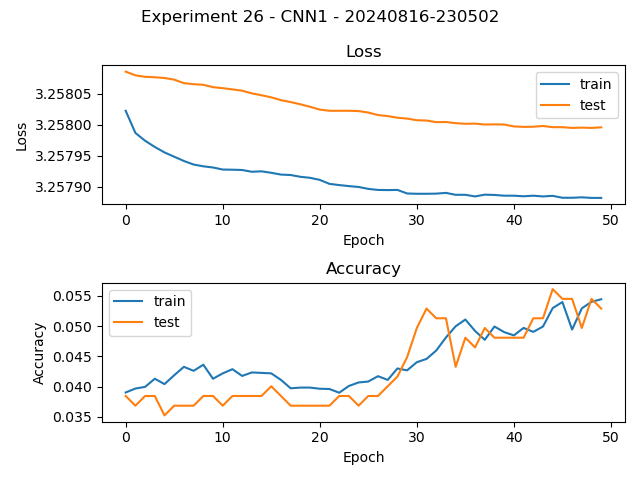 Experiment 26 - CNN1 - 20240816-230502
Loss
3.25805
3.25800
3.25795
3.25790
Loss
train
test
0 10 20 30 40 50
Epoch
Accuracy
0.055
0.050
0.045
0.040
0.035
Accuracy
train
test
0 10 20 30 40 50
Epoch